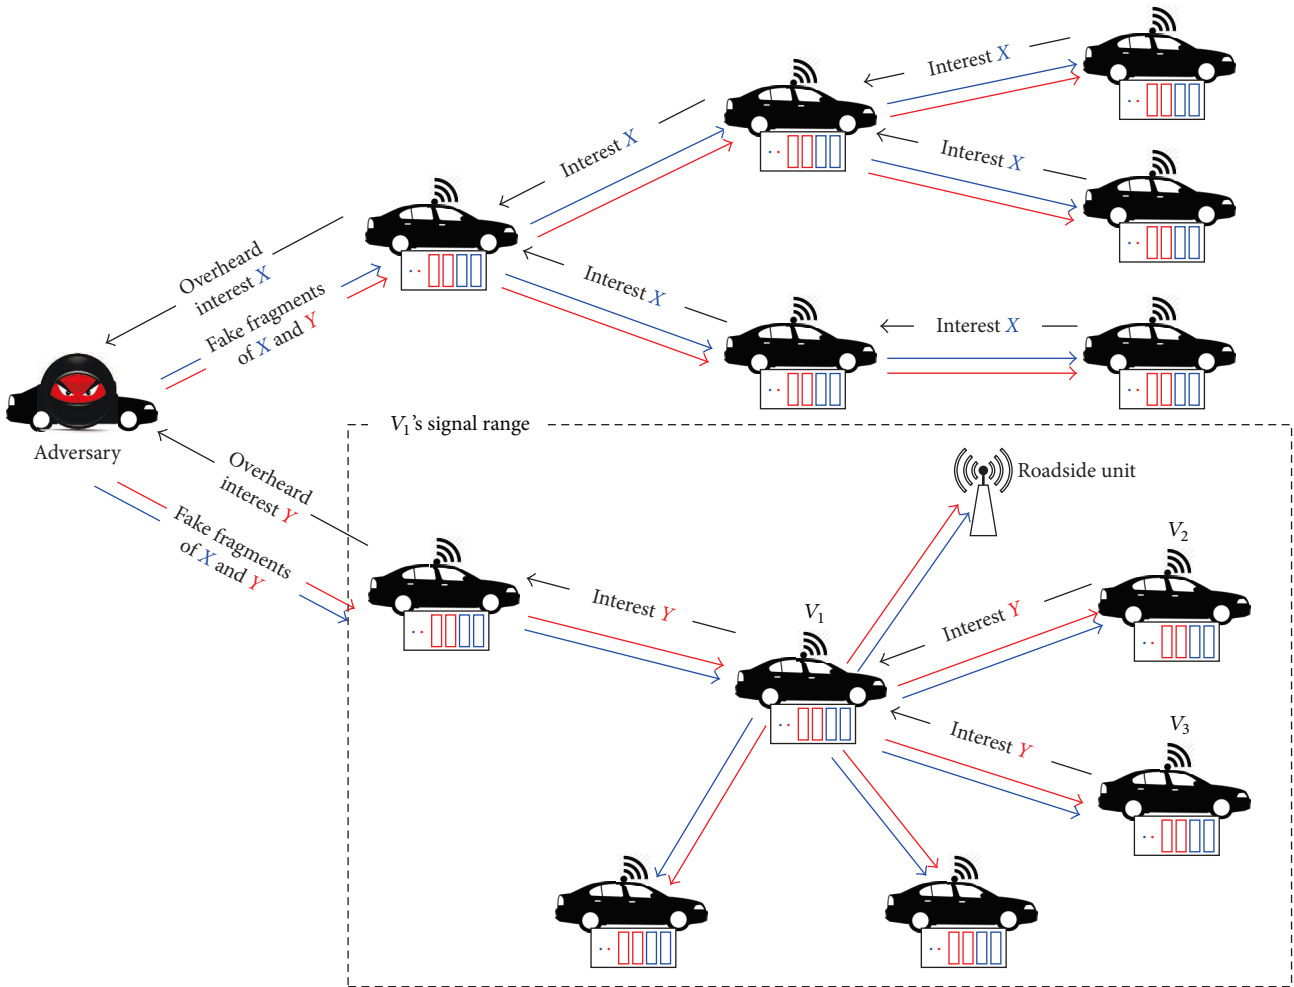 Interest X
Interest X
Interest X
Overheard
interest X
Interest X
Fake fragments
of X and Y
Interest X
Adversary
V1's signal range
Overheard
interest Y
Roadside unit
Fake fragments
of X and Y
V2
Interest Y
V1
Interest Y
Interest Y
V3